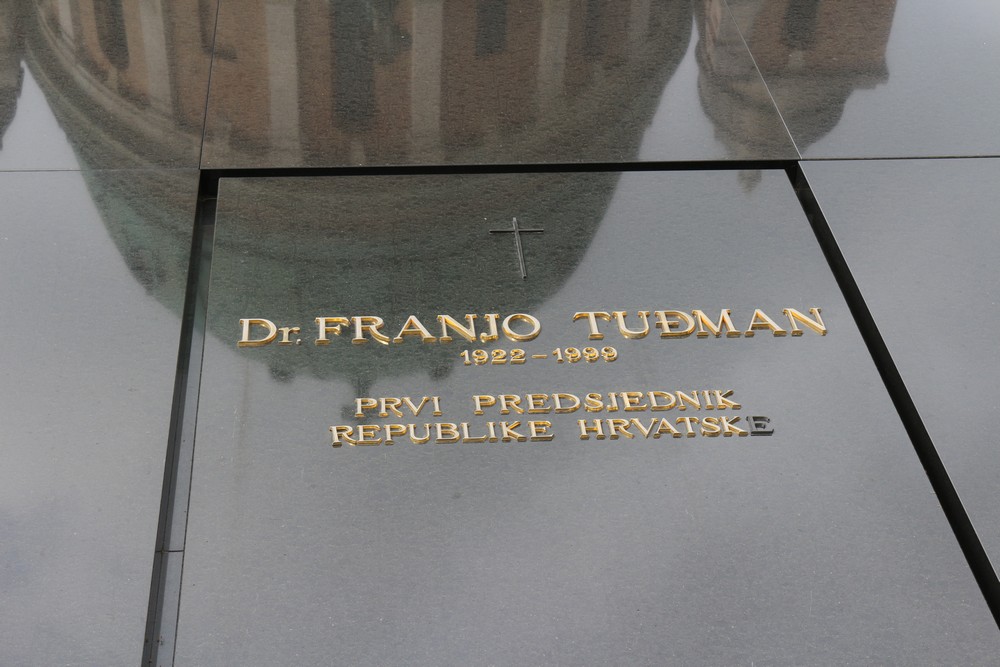 Dr. FRANJO TUĐMAN
1922–1999
PRVI PREDSJEDNIK
REPUBLIKE HRVATSKE